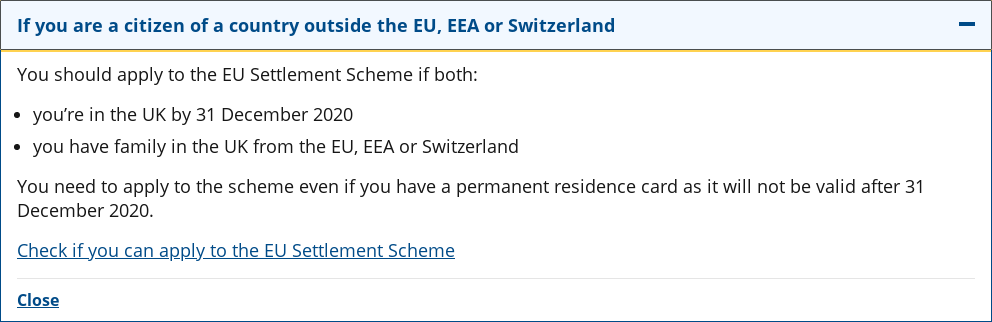 If you are a citizen of a country outside the EU, EEA or Switzerland
You should apply to the EU Settlement Scheme if both:
you’re in the UK by 31 December 2020
you have family in the UK from the EU, EEA or Switzerland
You need to apply to the scheme even if you have a permanent residence card as it will not be valid after 31
December 2020.
Check if you can apply to the EU Settlement Scheme
Close